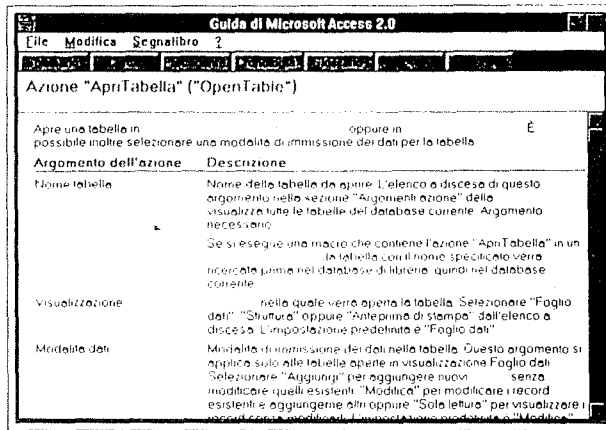 Guida di Microsoft Access 2.0
File Modifica Segnalibro ?
Azione "ApriTabella" ("OpenTable")
Apre una tabella in oppure in È
possibile inoltre selezionare una modalità di immissione dei dati per la tabella
Argomento dell'azione Descrizione
Nome tabella Nome della tabella da aprire. L'elenco a discesa di questo
argomento nella sezione "Argomenti azione" della
visualizza tutte le tabelle del database corrente. Argomento
necessario
Se si esegue una macro che contiene l'azione "ApriTabella" in un
, la tabella con il nome specificato verrà
ricercata prima nel database di libreria, quindi nel database
corrente
Visualizzazione nella quale verrà aperta la tabella. Selezionare "Foglio
dati", "Struttura" oppure "Anteprima di stampa" dall'elenco a
discesa. L'impostazione predefinita è "Foglio dati"
Modalità dati Modalità di immissione dei dati nella tabella. Questo argomento si
applica solo alle tabelle aperte in visualizzazione Foglio dati.
Selezionare "Aggiungi" per aggiungere nuovi senza
modificare quelli esistenti, "Modifica" per modificare i record
esistenti e aggiungerne altri oppure "Sola lettura" per visualizzare i
record senza modificarli. L'impostazione predefinita è "Modifica"